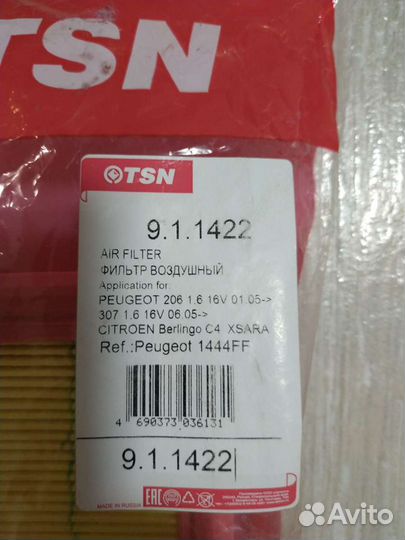 TSN
TSN
9.1.1422
AIR FILTER
ФИЛЬТР ВОЗДУШНЫЙ
Application for:
PEUGEOT 206 1.6 16V 01.05->
307 1.6 16V 06.05->
CITROEN Berlingo C4 XSARA
Ref.:Peugeot 1444FF
4 690373 036131
9.1.1422
MADE IN RUSSIA
EAC
Avito